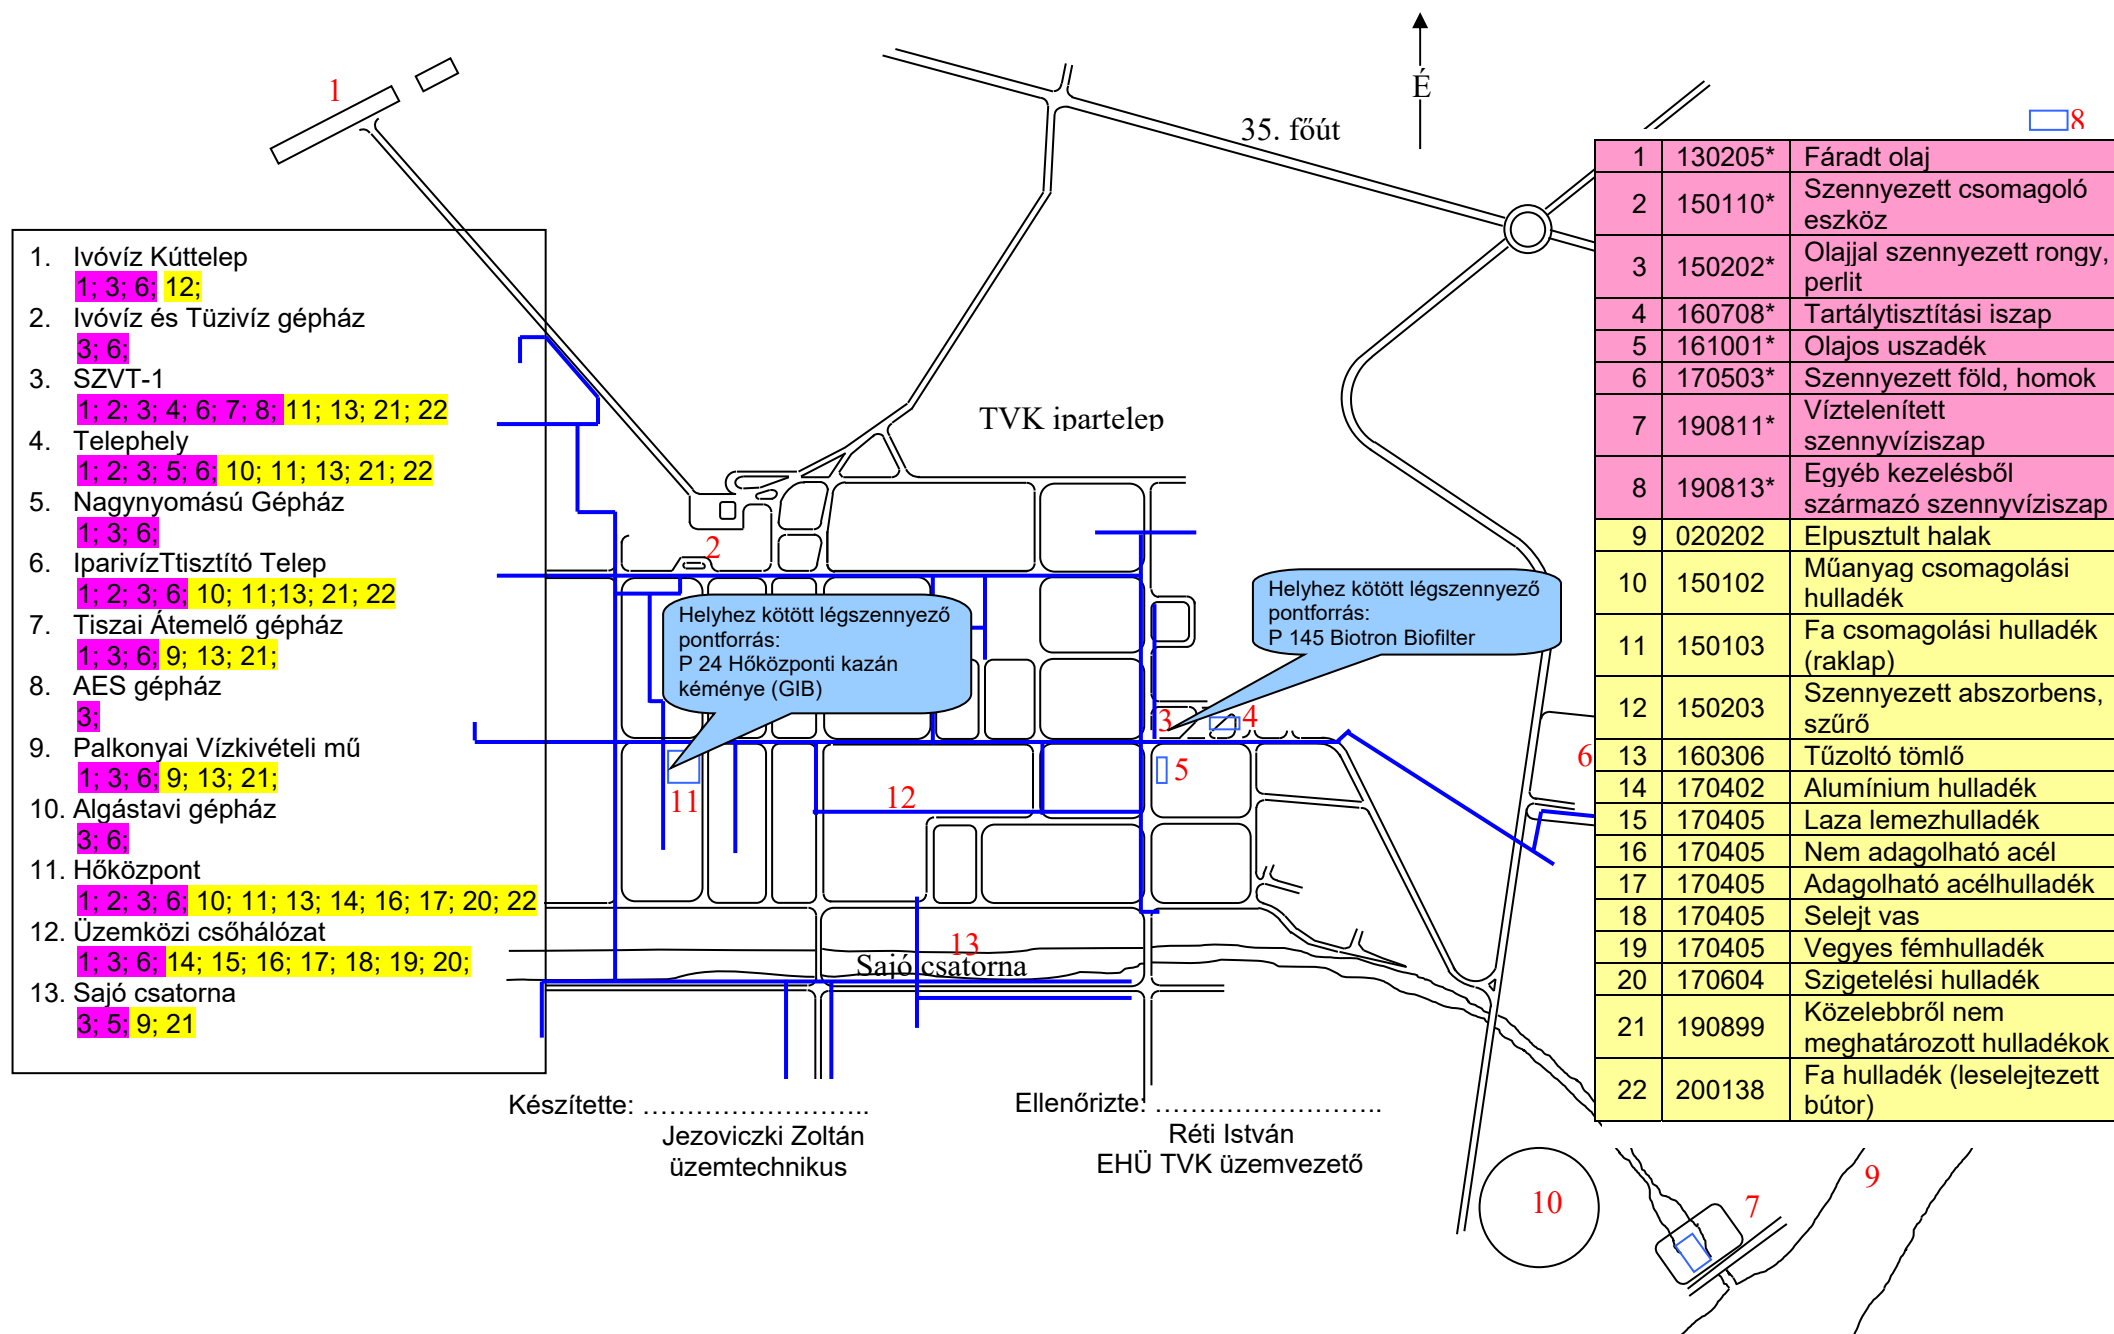 1
É
35. főút
8
1. Ivóvíz Kúttelep
1; 3; 6; 12;
2. Ivóvíz és Tüzivíz gépház
3; 6;
3. SZVT-1
1; 2; 3; 4; 6; 7; 8; 11; 13; 21; 22
4. Telephely
1; 2; 3; 5; 6; 10; 11; 13; 21; 22
5. Nagynyomású Gépház
1; 3; 6;
6. IparivízTtisztító Telep
1; 2; 3; 6; 10; 11;13; 21; 22
7. Tiszai Átemelő gépház
1; 3; 6; 9; 13; 21;
8. AES gépház
3;
9. Palkonyai Vízkivételi mű
1; 3; 6; 9; 13; 21;
10. Algástavi gépház
3; 6;
11. Hőközpont
1; 2; 3; 6; 10; 11; 13; 14; 16; 17; 20; 22
12. Üzemközi csőhálózat
1; 3; 6; 14; 15; 16; 17; 18; 19; 20;
13. Sajó csatorna
3; 5; 9; 21
TVK ipartelep
2
Helyhez kötött légszennyező
pontforrás:
P 24 Hőközponti kazán
kéménye (GIB)
Helyhez kötött légszennyező
pontforrás:
P 145 Biotron Biofilter
3
4
5
6
11
12
13
Sajó csatorna
1 130205* Fáradt olaj
2 150110* Szennyezett csomagoló
eszköz
3 150202* Olajjal szennyezett rongy,
perlit
4 160708* Tartálytisztítási iszap
5 161001* Olajos uszadék
6 170503* Szennyezett föld, homok
7 190811* Víztelenített
szennyvíziszap
8 190813* Egyéb kezelésből
származó szennyvíziszap
9 020202 Elpusztult halak
10 150102 Műanyag csomagolási
hulladék
11 150103 Fa csomagolási hulladék
(raklap)
12 150203 Szennyezett abszorbens,
szűrő
13 160306 Tűzoltó tömlő
14 170402 Alumínium hulladék
15 170405 Laza lemezhulladék
16 170405 Nem adagolható acél
17 170405 Adagolható acélhulladék
18 170405 Selejt vas
19 170405 Vegyes fémhulladék
20 170604 Szigetelési hulladék
21 190899 Közelebbről nem
meghatározott hulladékok
22 200138 Fa hulladék (leselejtezett
bútor)
Készítette: ……………………..
Jezoviczki Zoltán
üzemtechnikus
Ellenőrizte: ……………………..
Réti István
EHÜ TVK üzemvezető
10
7
9